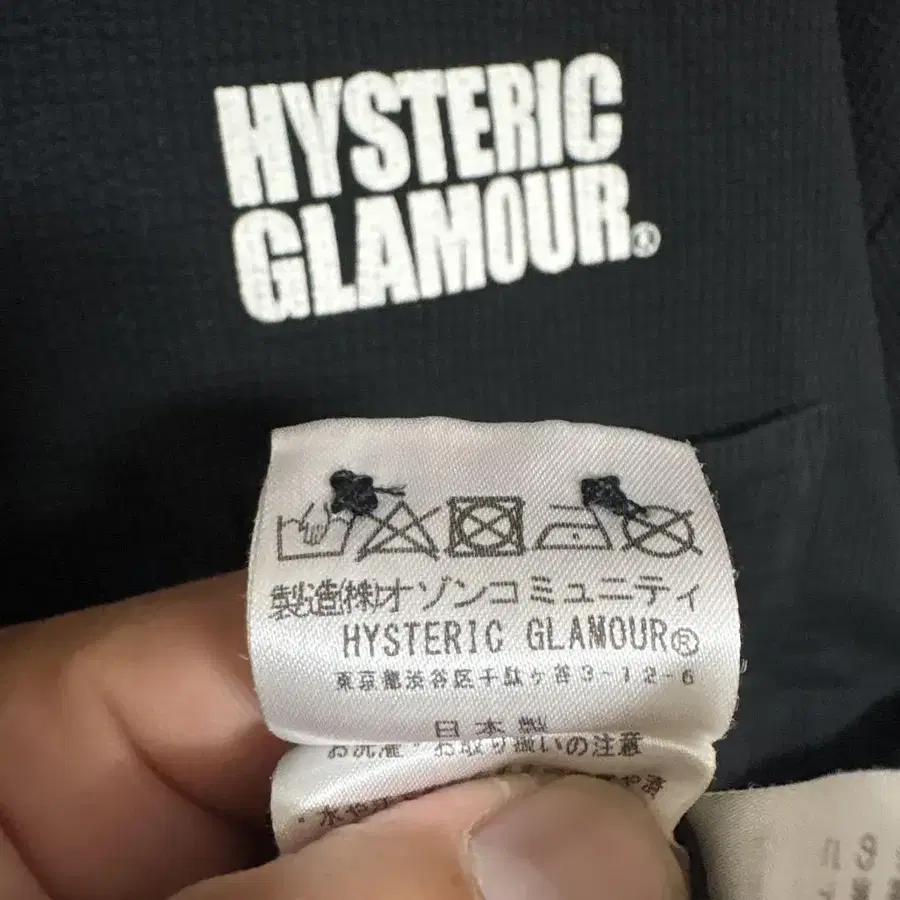 HYSTERIC
GLAMOUR®
製造(株)オゾンコミュニティ
HYSTERIC GLAMOUR®
東京都渋谷区千駄ケ谷3-12-6
日本製
お洗濯・お取り扱いの注意